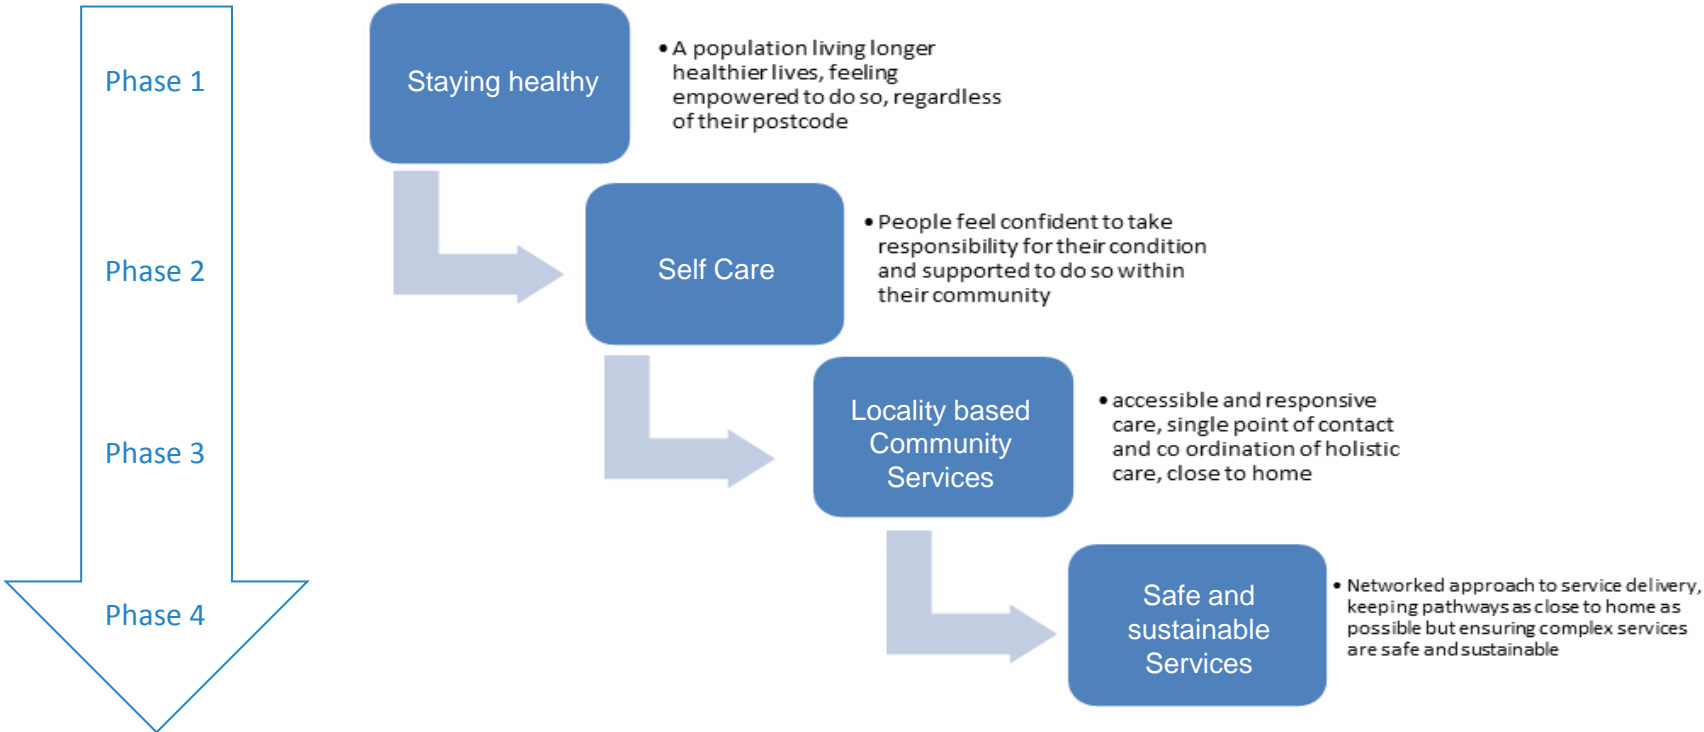 Phase 1
Staying healthy
• A population living longer
healthier lives, feeling
empowered to do so, regardless
of their postcode
Phase 2
Self Care
• People feel confident to take
responsibility for their condition
and supported to do so within
their community
Phase 3
Locality based
Community
Services
• accessible and responsive
care, single point of contact
and co ordination of holistic
care, close to home
Phase 4
Safe and
sustainable
Services
• Networked approach to service delivery,
keeping pathways as close to home as
possible but ensuring complex services
are safe and sustainable